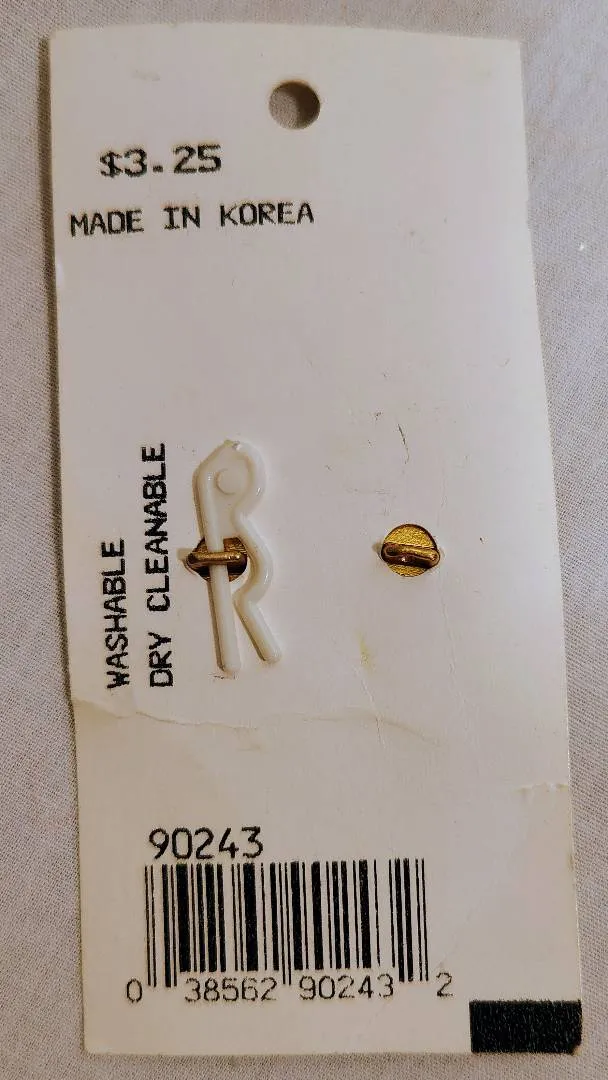 $3.25
MADE IN KOREA
WASHABLE
DRY CLEANABLE
90243
0 38562 90243 2